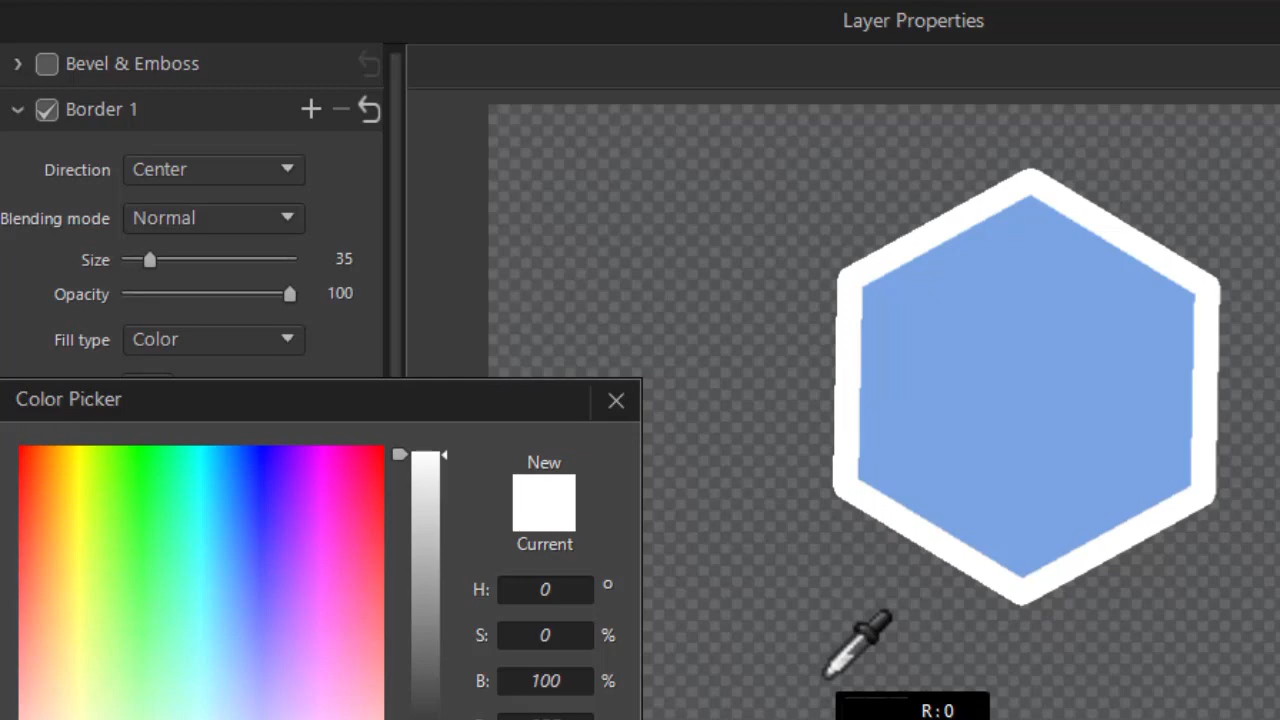 Layer Properties
Bevel & Emboss
Border 1
Direction Center
Blending mode Normal
Size 35
Opacity 100
Fill type Color
Color Picker
New
Current
H: 0 °
S: 0 %
B: 100 %
R:0